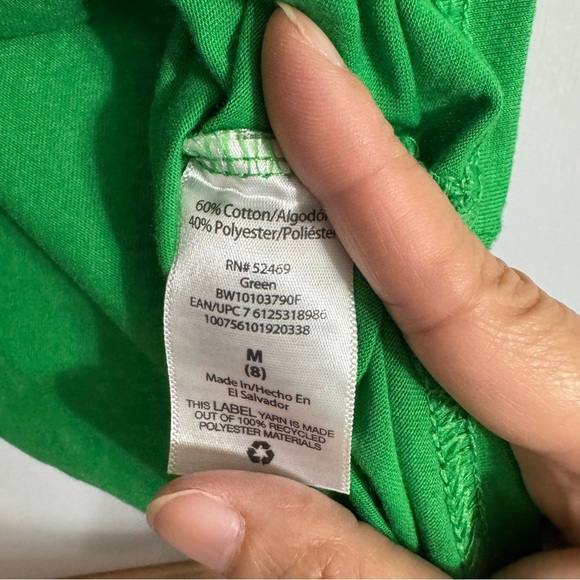 60% Cotton/Algodó
40% Polyester/Poliéster
RN# 52469
Green
BW10103790F
EAN/UPC 7 6125318986
100756101920338
M
(8)
Made In/Hecho En
El Salvador
THIS LABEL YARN IS MADE
OUT OF 100% RECYCLED
POLYESTER MATERIALS